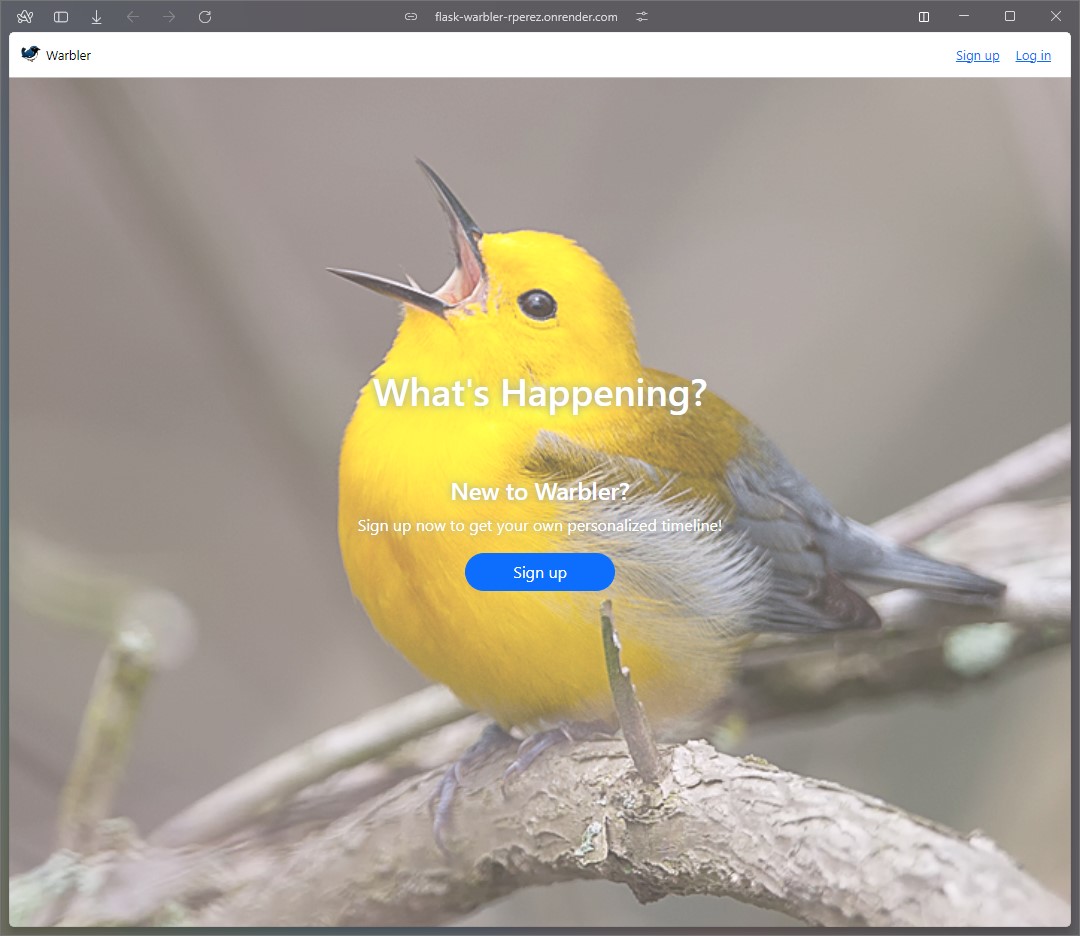 flask-warbler-rperez.onrender.com
Warbler
Sign up
Log in
What's Happening?
New to Warbler?
Sign up now to get your own personalized timeline!
Sign up